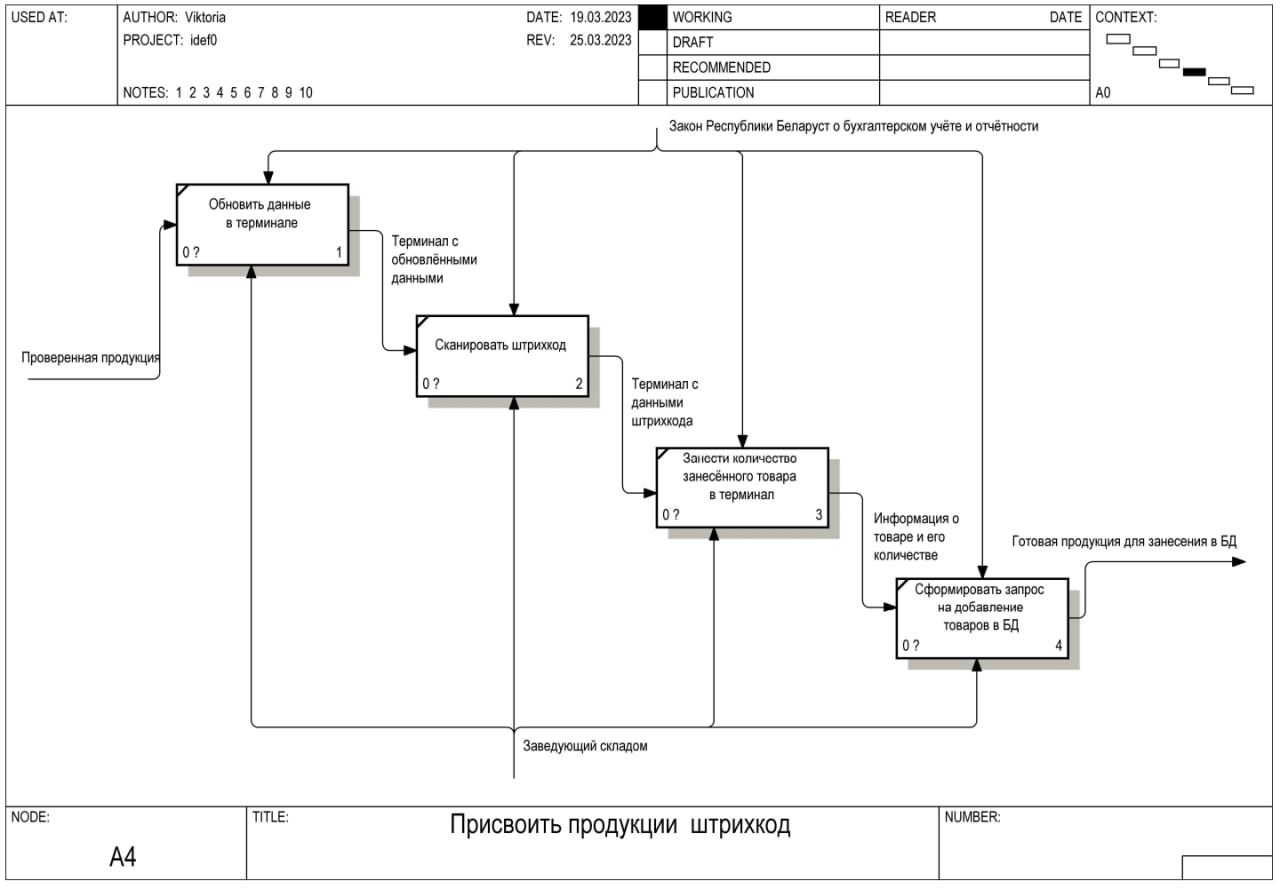 USED AT:
AUTHOR: Viktoria
DATE: 19.03.2023
WORKING
READER
DATE
CONTEXT:
PROJECT: idef0
REV: 25.03.2023
DRAFT
RECOMMENDED
NOTES: 1 2 3 4 5 6 7 8 9 10
PUBLICATION
A0
Закон Республики Беларуст о бухгалтерском учёте и отчётности
Обновить данные
в терминале
0 ?
1
Терминал с
обновлёнными
данными
Проверенная продукция
Сканировать штрихкод
0 ?
2
Терминал с
данными
штрихкода
Занести количество
занесённого товара
в терминал
0 ?
3
Информация о
товаре и его
количестве
Готовая продукция для занесения в БД
Сформировать запрос
на добавление
товаров в БД
0 ?
4
Заведующий складом
NODE:
A4
TITLE:
Присвоить продукции штрихкод
NUMBER: